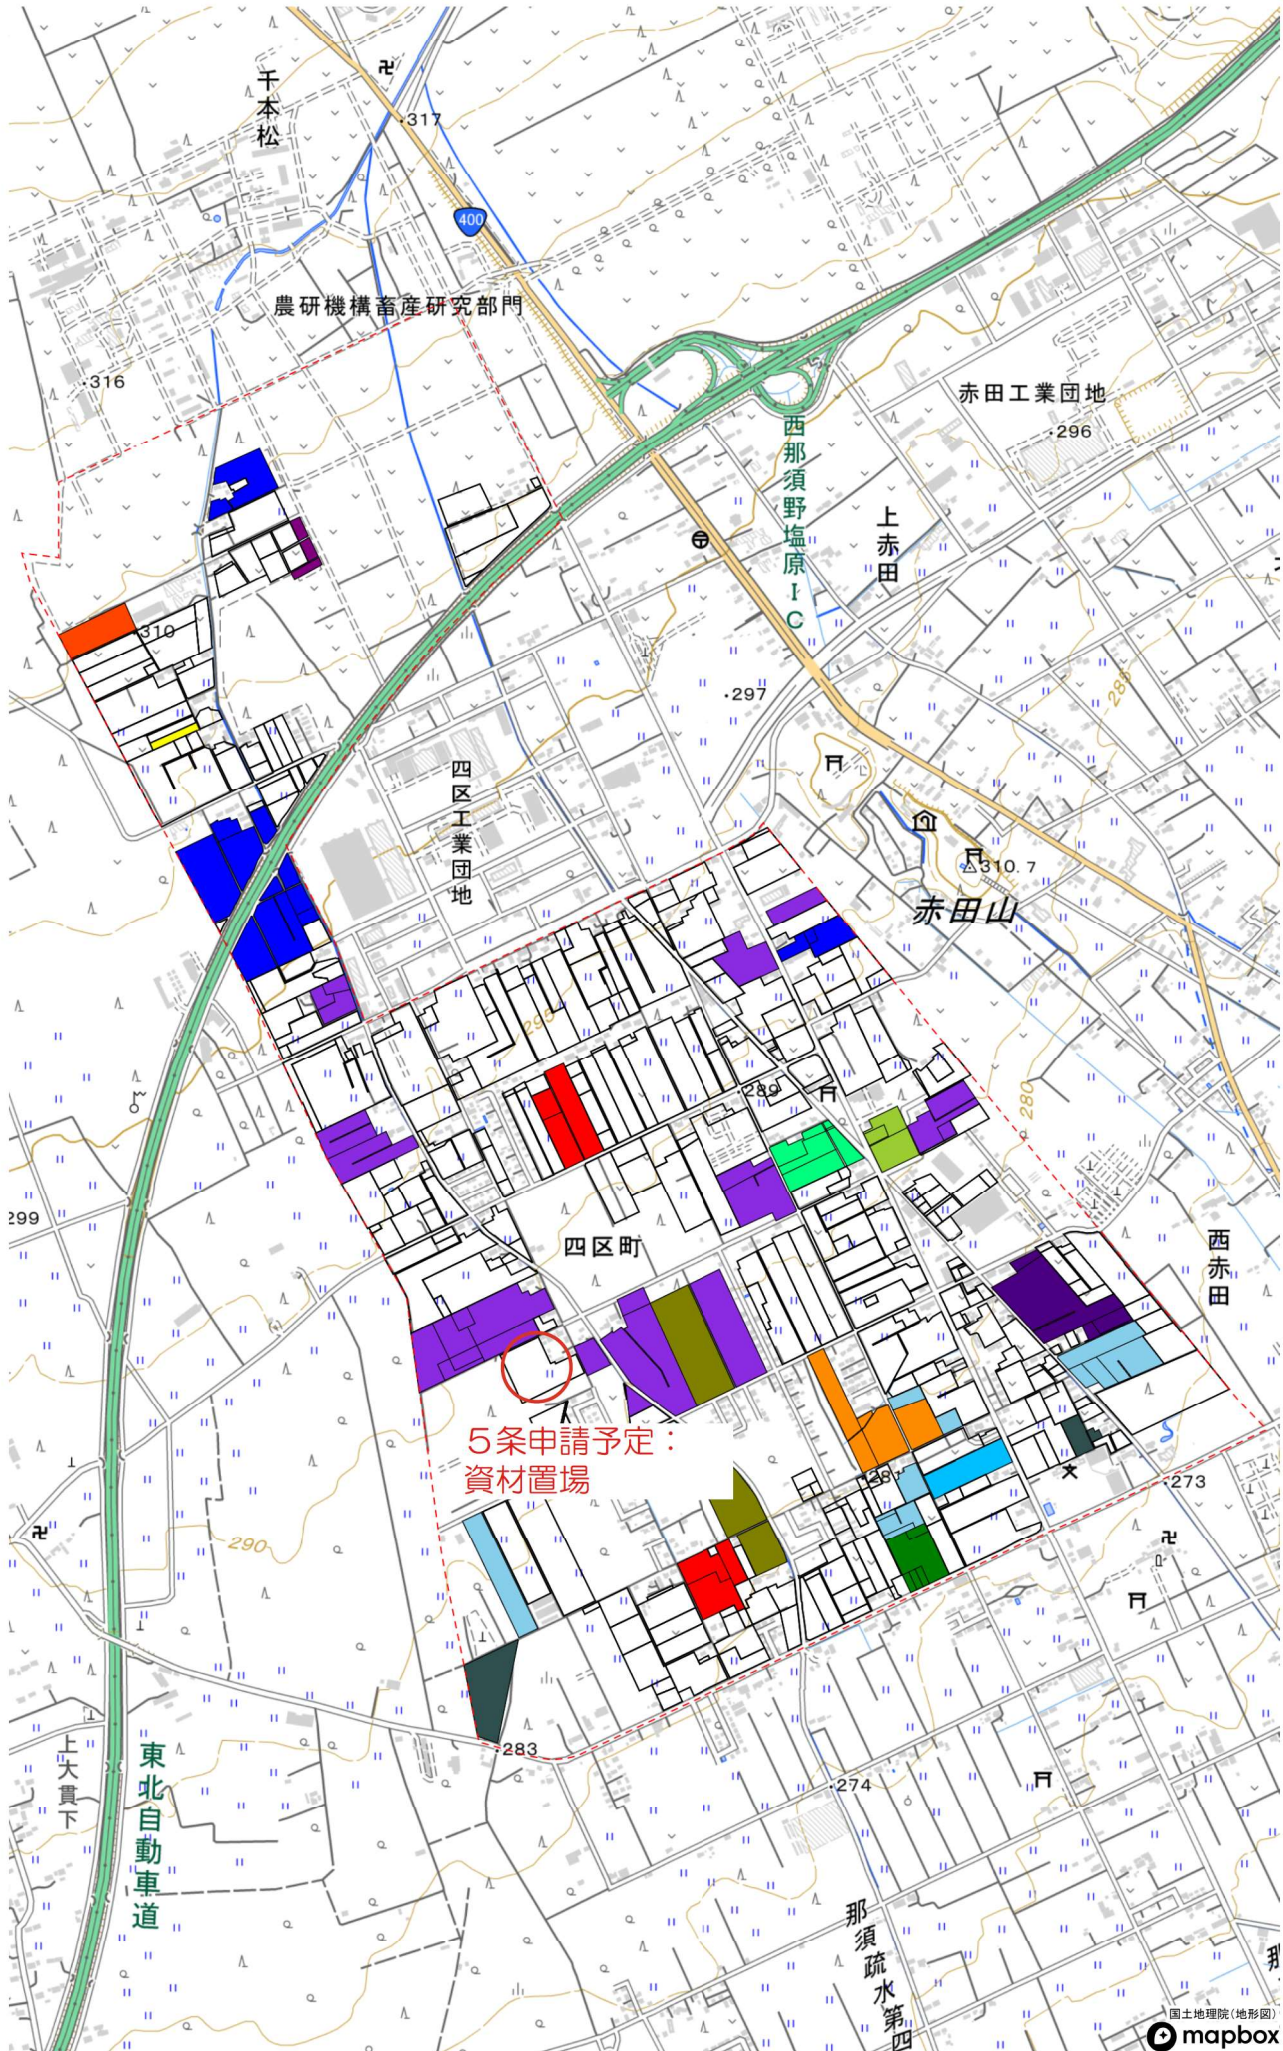 千本松
317
400
農研機構畜産研究部門
316
赤田工業団地
296
西那須野塩原IC
上赤田
310
297
285
四区工業団地
310.7
赤田山
295
289
280
299
四区町
西赤田
5条申請予定：
資材置場
281
273
290
283
上大貫下
東北自動車道
274
那須疏水第四
那
国土地理院(地形図)
mapbox